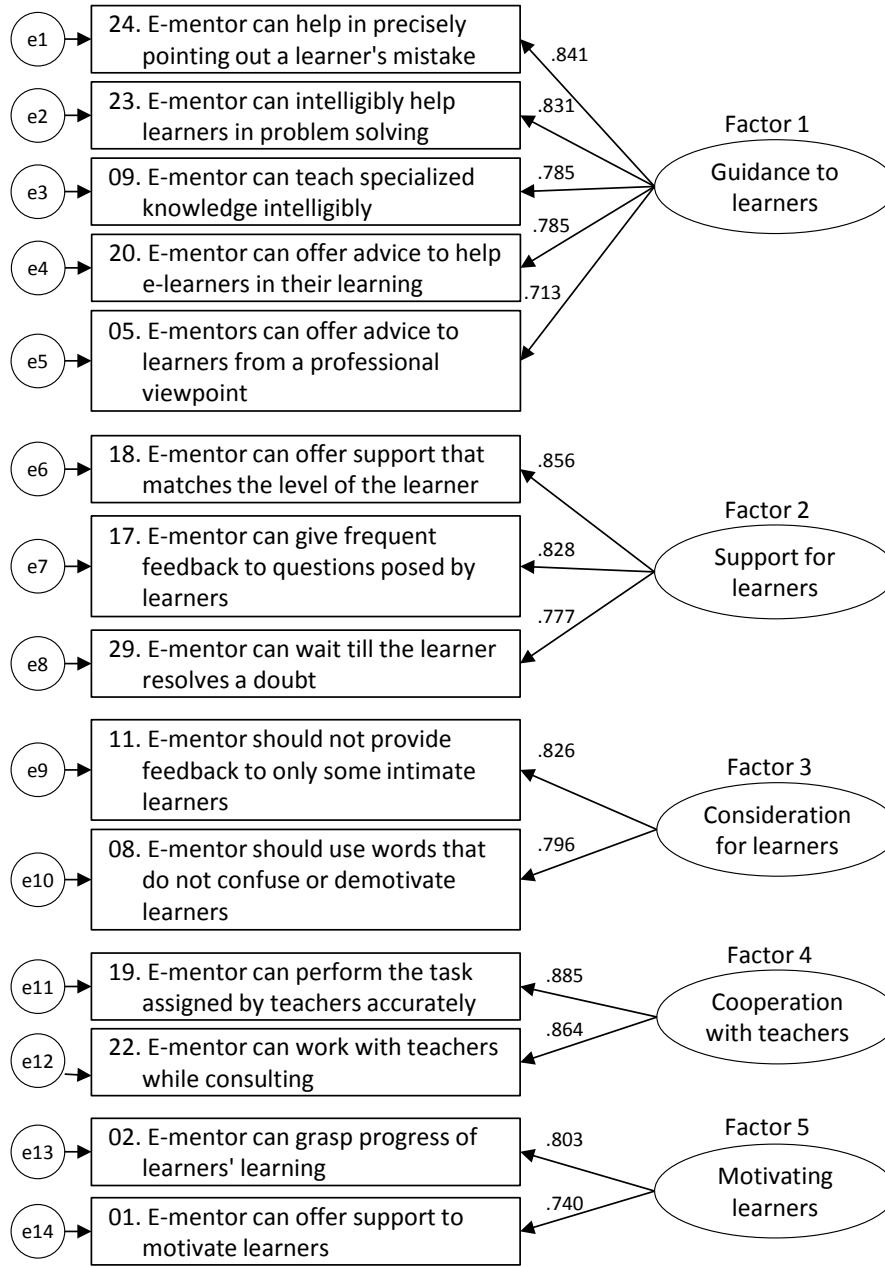 e1
24. E-mentor can help in precisely
pointing out a learner's mistake
.841
e2
23. E-mentor can intelligibly help
learners in problem solving
.831
e3
09. E-mentor can teach specialized
knowledge intelligibly
.785
e4
20. E-mentor can offer advice to help
e-learners in their learning
.785
e5
05. E-mentors can offer advice to
learners from a professional
viewpoint
.713
Factor 1
Guidance to
learners
e6
18. E-mentor can offer support that
matches the level of the learner
.856
e7
17. E-mentor can give frequent
feedback to questions posed by
learners
.828
e8
29. E-mentor can wait till the learner
resolves a doubt
.777
Factor 2
Support for
learners
e9
11. E-mentor should not provide
feedback to only some intimate
learners
.826
e10
08. E-mentor should use words that
do not confuse or demotivate
learners
.796
Factor 3
Consideration
for learners
e11
19. E-mentor can perform the task
assigned by teachers accurately
.885
e12
22. E-mentor can work with teachers
while consulting
.864
Factor 4
Cooperation
with teachers
e13
02. E-mentor can grasp progress of
learners' learning
.803
e14
01. E-mentor can offer support to
motivate learners
.740
Factor 5
Motivating
learners